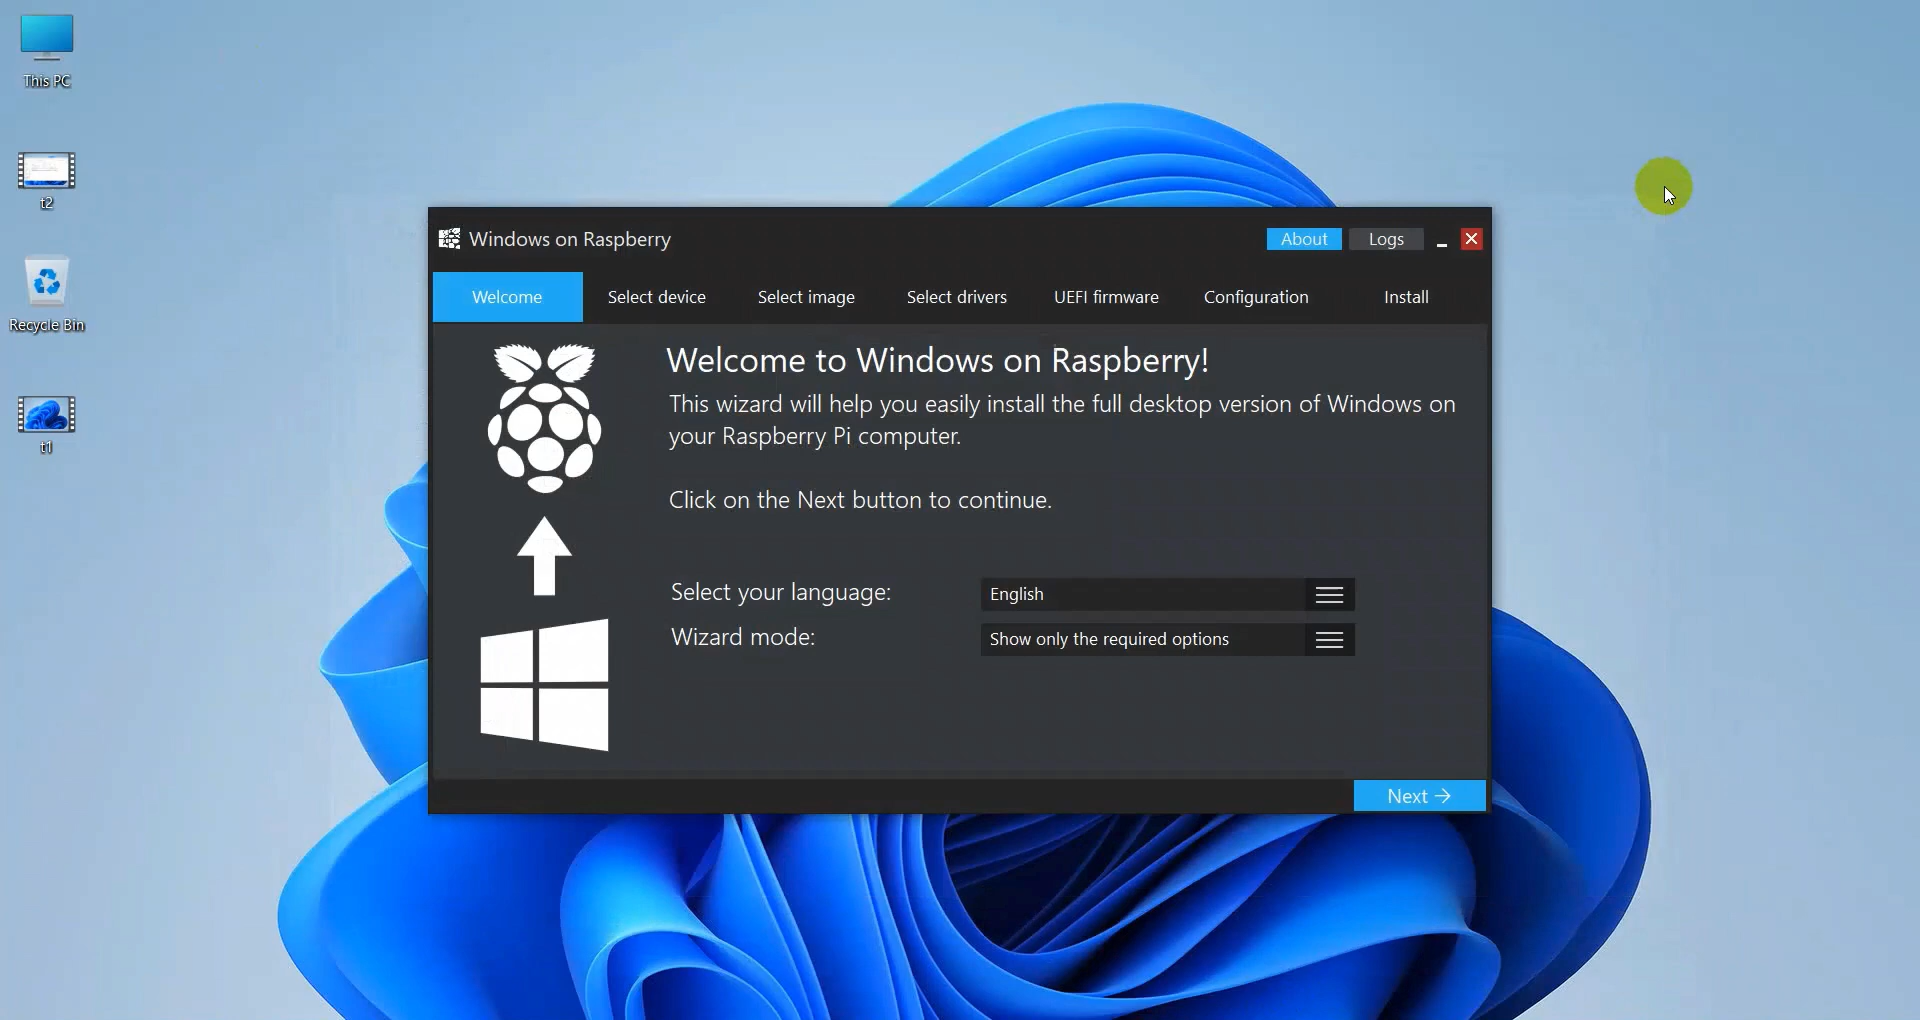 This PC
t2
Recycle Bin
t1
Windows on Raspberry
About
Logs
Welcome
Select device
Select image
Select drivers
UEFI firmware
Configuration
Install
Welcome to Windows on Raspberry!
This wizard will help you easily install the full desktop version of Windows on
your Raspberry Pi computer.
Click on the Next button to continue.
Select your language:
English
Wizard mode:
Show only the required options
Next →